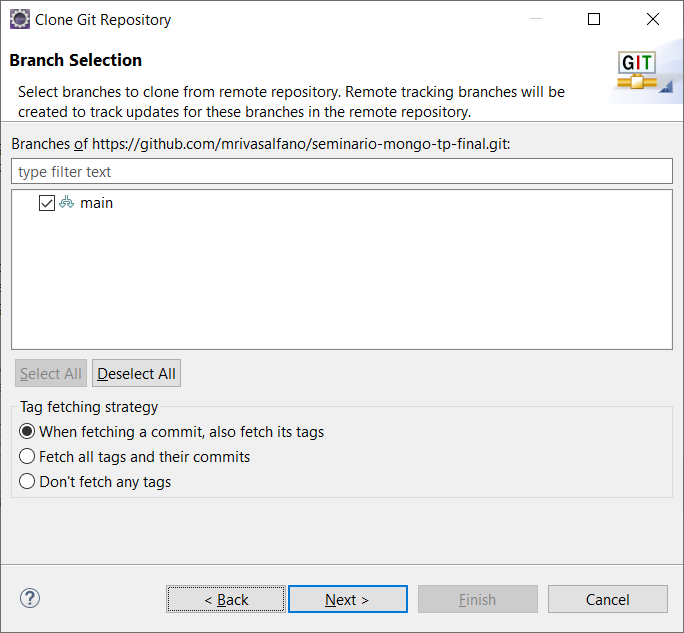 Clone Git Repository
Branch Selection
GIT
Select branches to clone from remote repository. Remote tracking branches will be
created to track updates for these branches in the remote repository.
Branches of https://github.com/mrivasalfano/seminario-mongo-tp-final.git:
type filter text
main
Select All Deselect All
Tag fetching strategy
When fetching a commit, also fetch its tags
Fetch all tags and their commits
Don't fetch any tags
? < Back Next > Finish Cancel